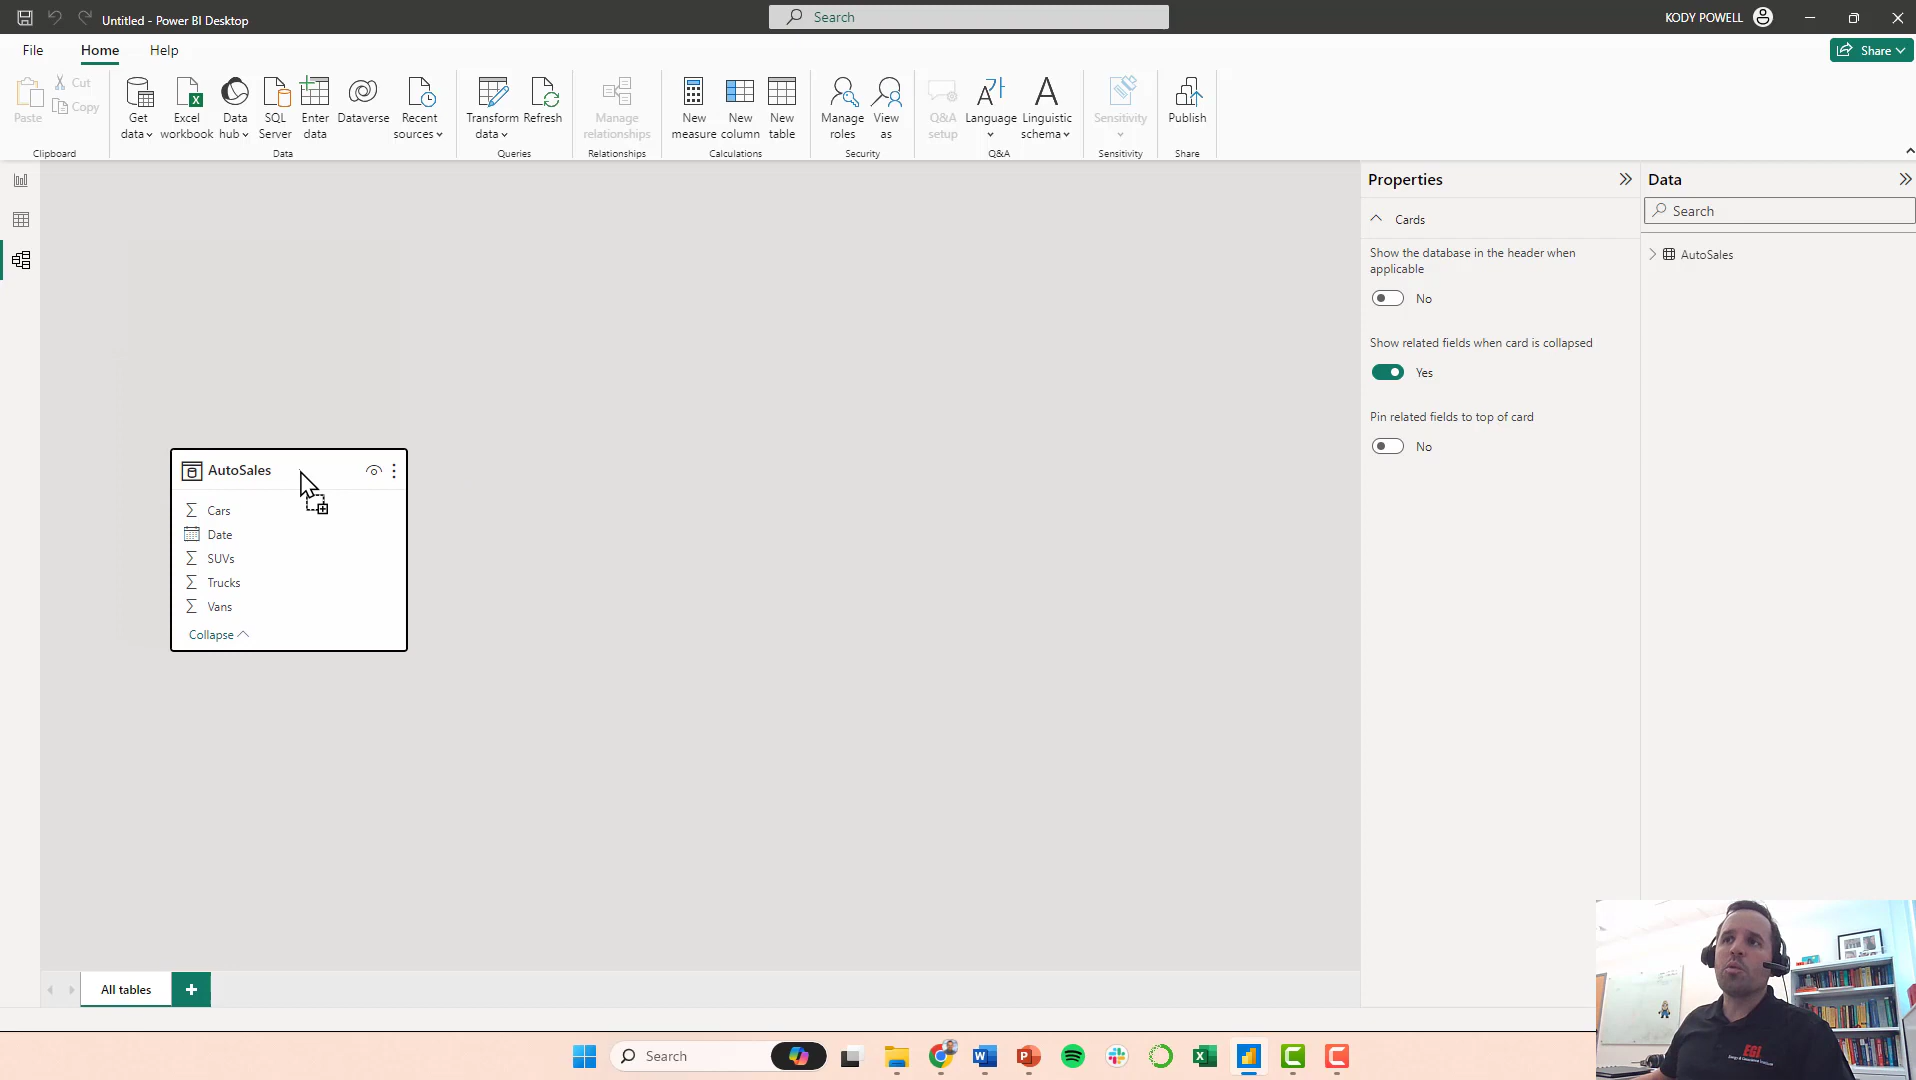 Untitled - Power BI Desktop
Search
KODY POWELL
File
Home
Help
Share
Paste
Cut
Copy
Clipboard
Get data
Excel workbook
Data hub
SQL Server
Enter data
Dataverse
Recent sources
Data
Transform data
Refresh
Queries
Manage relationships
Relationships
New measure
New column
New table
Calculations
Manage roles
View as
Security
Q&A setup
Language
Linguistic schema
Q&A
Sensitivity
Sensitivity
Publish
Share
Properties
Cards
Show the database in the header when
applicable
No
Show related fields when card is collapsed
Yes
Pin related fields to top of card
No
Data
Search
AutoSales
AutoSales
Cars
Date
SUVs
Trucks
Vans
Collapse
All tables
Search
EGI